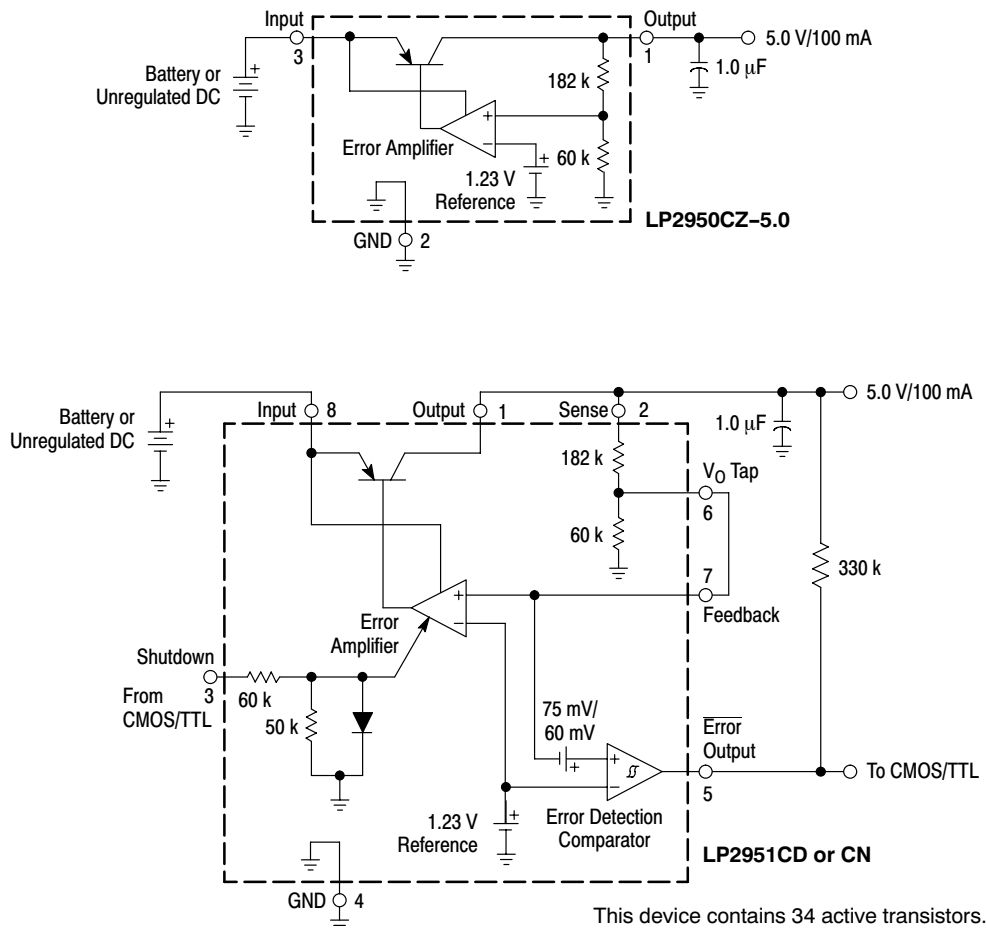 Input
3
Battery or
Unregulated DC
+
182 k
Output
1
5.0 V/100 mA
1.0 µF
Error Amplifier
+
–
60 k
+
1.23 V
Reference
GND 2
LP2950CZ–5.0
Battery or
Unregulated DC
+
Input 8
Output 1
Sense 2
5.0 V/100 mA
1.0 µF
182 k
VO Tap
6
60 k
330 k
7
Feedback
Error
Amplifier
+
–
Shutdown
3
From
CMOS/TTL
60 k
50 k
75 mV/
60 mV
+
+
–
Error
Output
5
To CMOS/TTL
1.23 V
Reference
+
Error Detection
Comparator
LP2951CD or CN
GND 4
This device contains 34 active transistors.